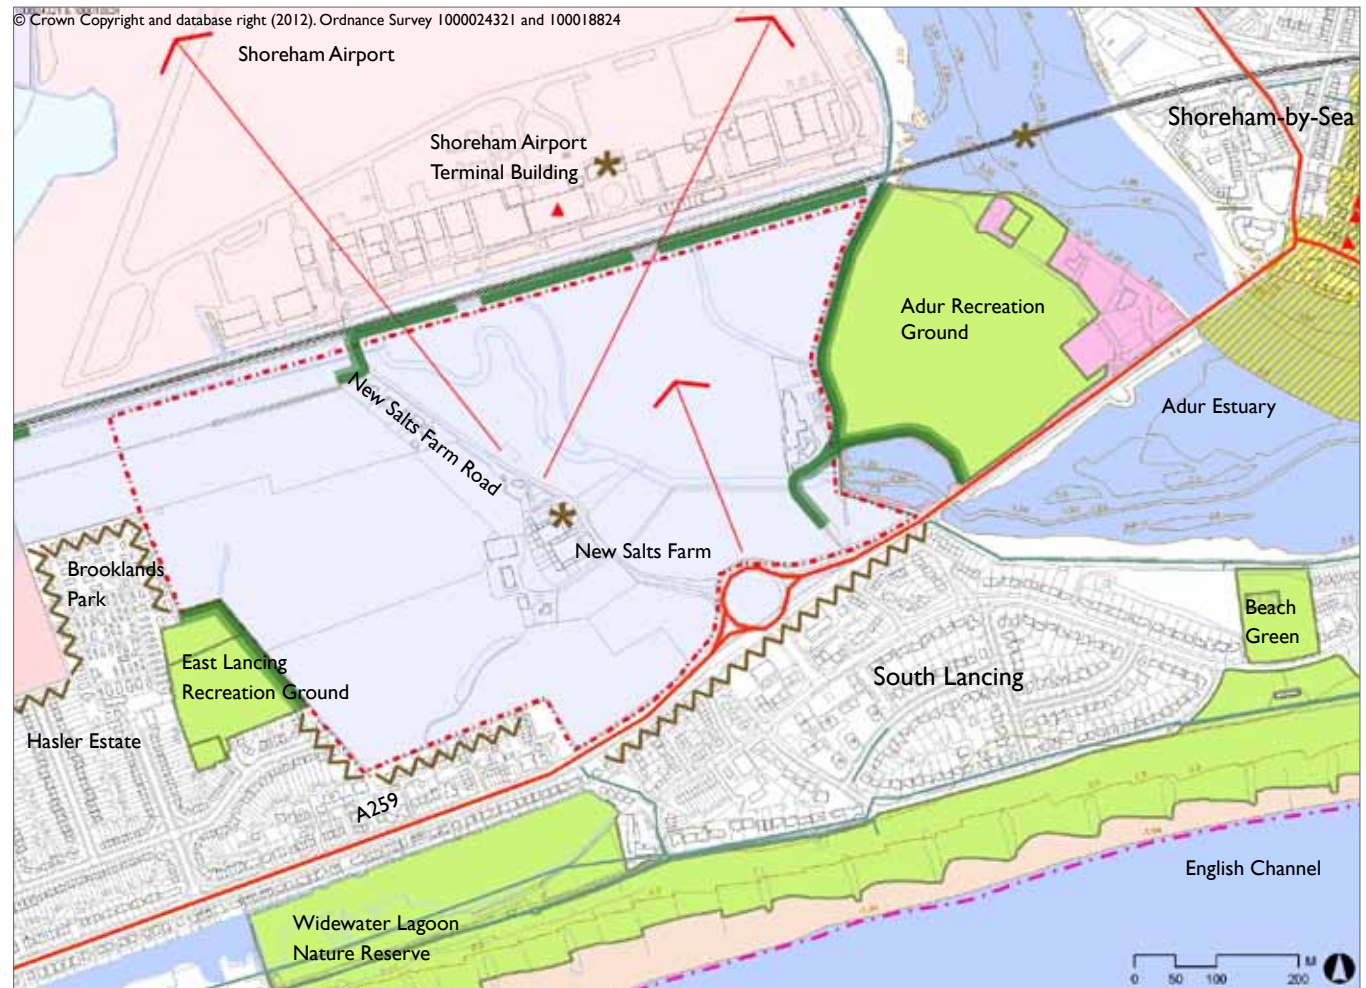 © Crown Copyright and database right (2012). Ordnance Survey 1000024321 and 100018824
Shoreham Airport
Shoreham-by-Sea
Shoreham Airport
Terminal Building
Adur Recreation
Ground
Adur Estuary
New Salts Farm Road
New Salts Farm
Brooklands
Park
Beach
Green
East Lancing
Recreation Ground
South Lancing
Hasler Estate
A259
English Channel
Widewater Lagoon
Nature Reserve
M
0 50 100 200